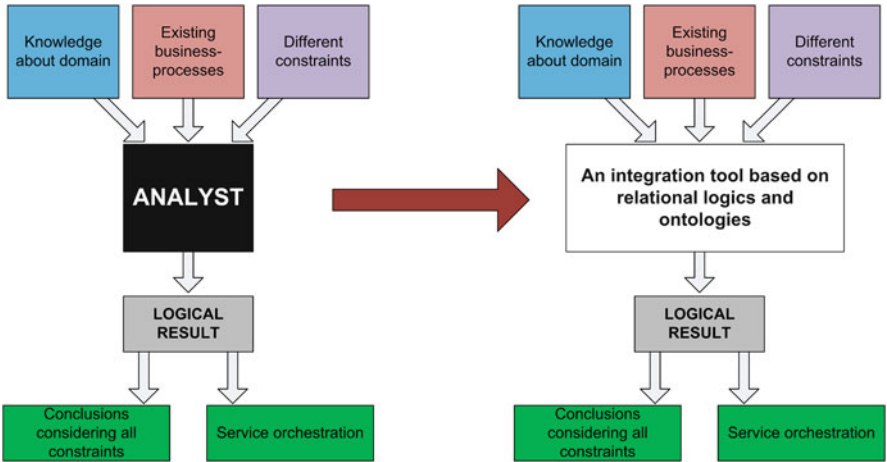 Knowledge
about domain
Existing
business-
processes
Different
constraints
ANALYST
LOGICAL
RESULT
Conclusions
considering all
constraints
Service orchestration
Knowledge
about domain
Existing
business-
processes
Different
constraints
An integration tool based on
relational logics and
ontologies
LOGICAL
RESULT
Conclusions
considering all
constraints
Service orchestration